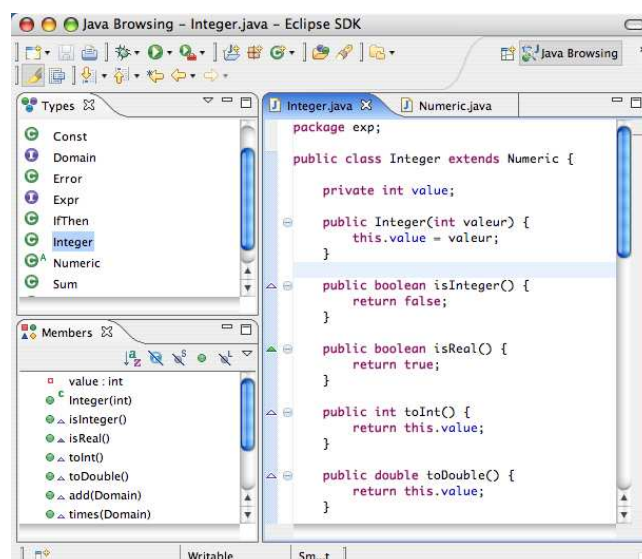 Java Browsing – Integer.java – Eclipse SDK
Java Browsing
Types
Const
Domain
Error
Expr
IfThen
Integer
Numeric
Sum
Members
value : int
Integer(int)
isInteger()
isReal()
toInt()
toDouble()
add(Domain)
times(Domain)
Integer.java
Numeric.java
package exp;
public class Integer extends Numeric {
private int value;
public Integer(int valeur) {
this.value = valeur;
}
public boolean isInteger() {
return false;
}
public boolean isReal() {
return true;
}
public int toInt() {
return this.value;
}
public double toDouble() {
return this.value;
}
Writable
Sm...t